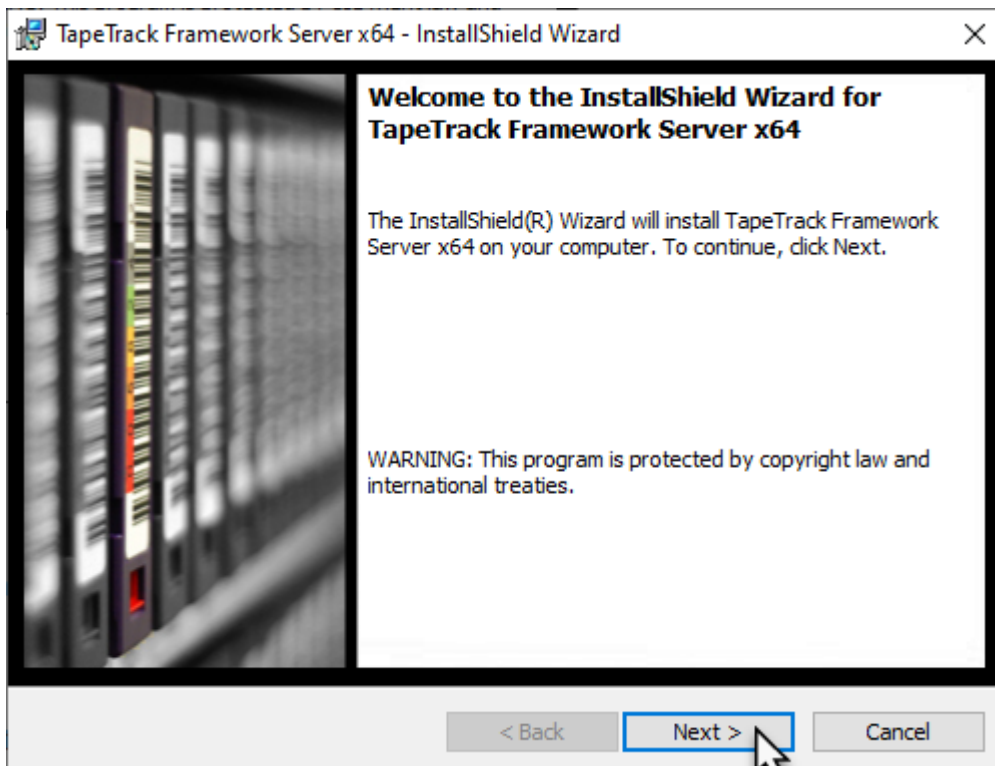 TapeTrack Framework Server x64 - InstallShield Wizard
Welcome to the InstallShield Wizard for
TapeTrack Framework Server x64
The InstallShield(R) Wizard will install TapeTrack Framework
Server x64 on your computer. To continue, click Next.
WARNING: This program is protected by copyright law and
international treaties.
< Back
Next >
Cancel